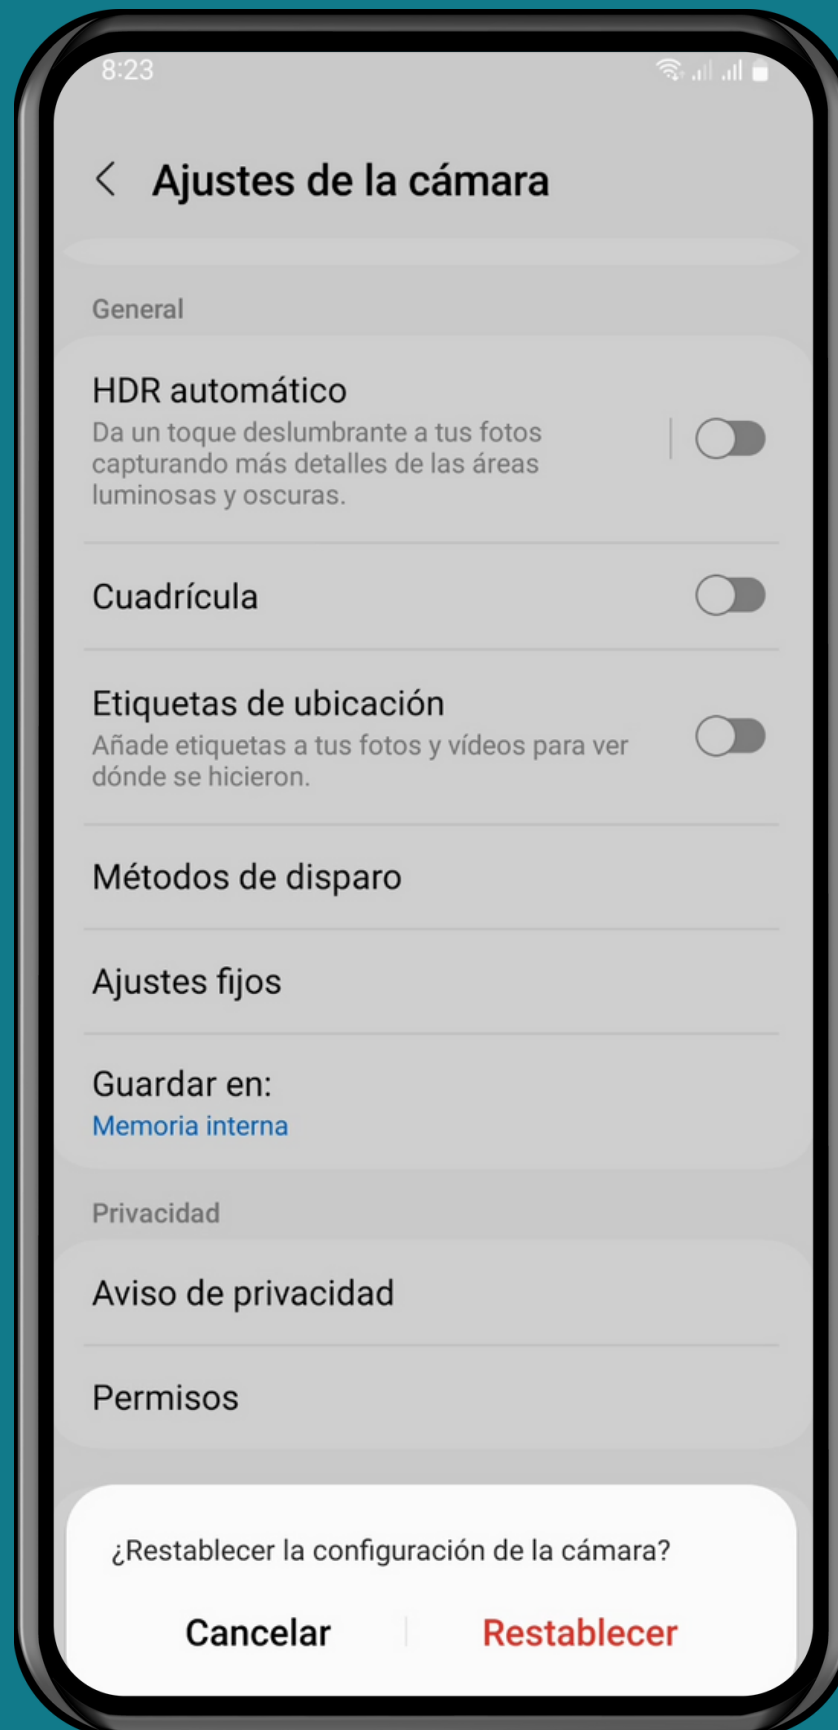 8:23
Ajustes de la cámara
General
HDR automático
Da un toque deslumbrante a tus fotos
capturando más detalles de las áreas
luminosas y oscuras.
Cuadrícula
Etiquetas de ubicación
Añade etiquetas a tus fotos y vídeos para ver
dónde se hicieron.
Métodos de disparo
Ajustes fijos
Guardar en:
Memoria interna
Privacidad
Aviso de privacidad
Permisos
¿Restablecer la configuración de la cámara?
Cancelar
Restablecer